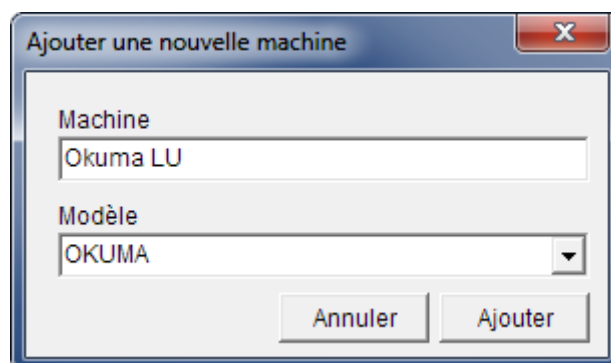 Ajouter une nouvelle machine
Machine
Okuma LU
Modèle
OKUMA
Annuler Ajouter